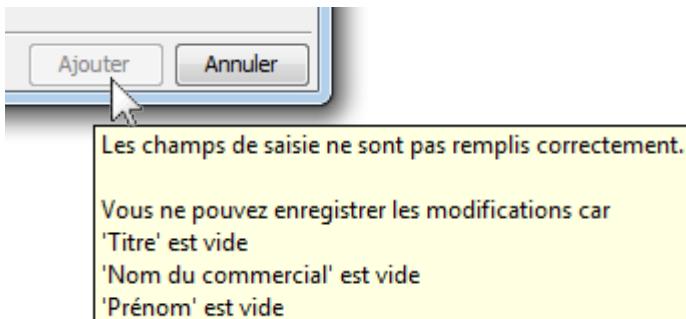 Ajouter Annuler
Les champs de saisie ne sont pas remplis correctement.
Vous ne pouvez enregistrer les modifications car
'Titre' est vide
'Nom du commercial' est vide
'Prénom' est vide